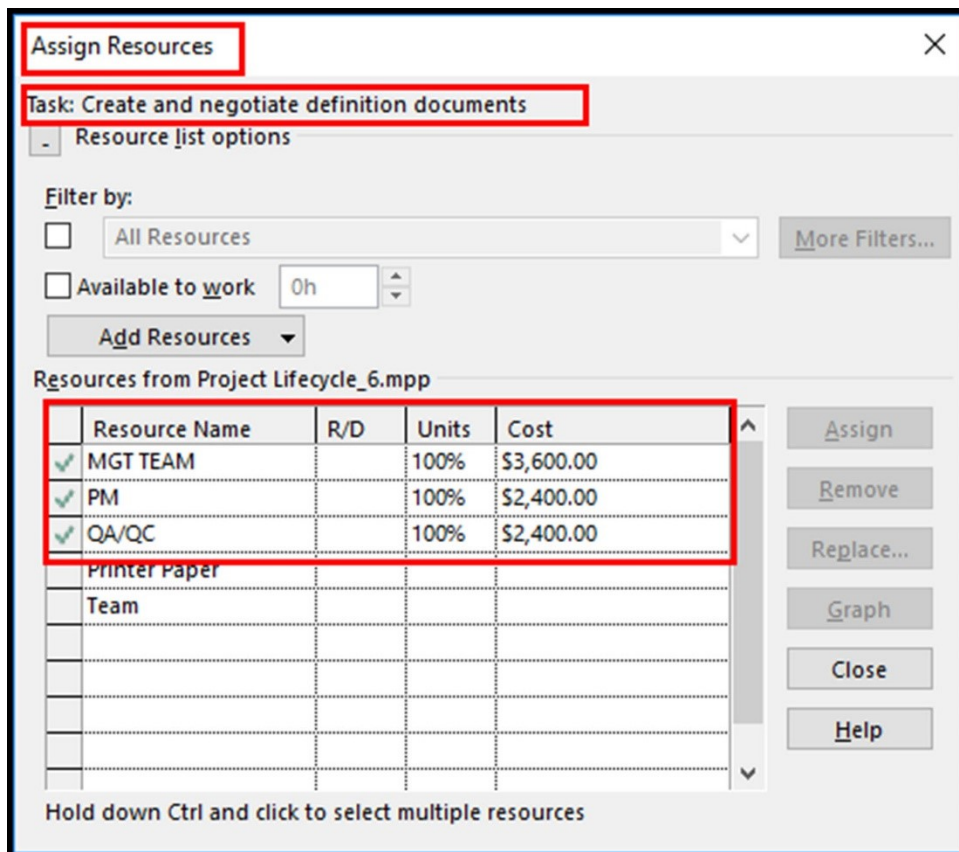 Assign Resources
Task: Create and negotiate definition documents
- Resource list options
Filter by:
All Resources More Filters...
Available to work 0h
Add Resources
Resources from Project Lifecycle_6.mpp
Resource Name R/D Units Cost Assign
MGT TEAM 100% $3,600.00
PM 100% $2,400.00 Remove
QA/QC 100% $2,400.00 Replace...
Printer Paper
Team Graph
Close
Help
Hold down Ctrl and click to select multiple resources